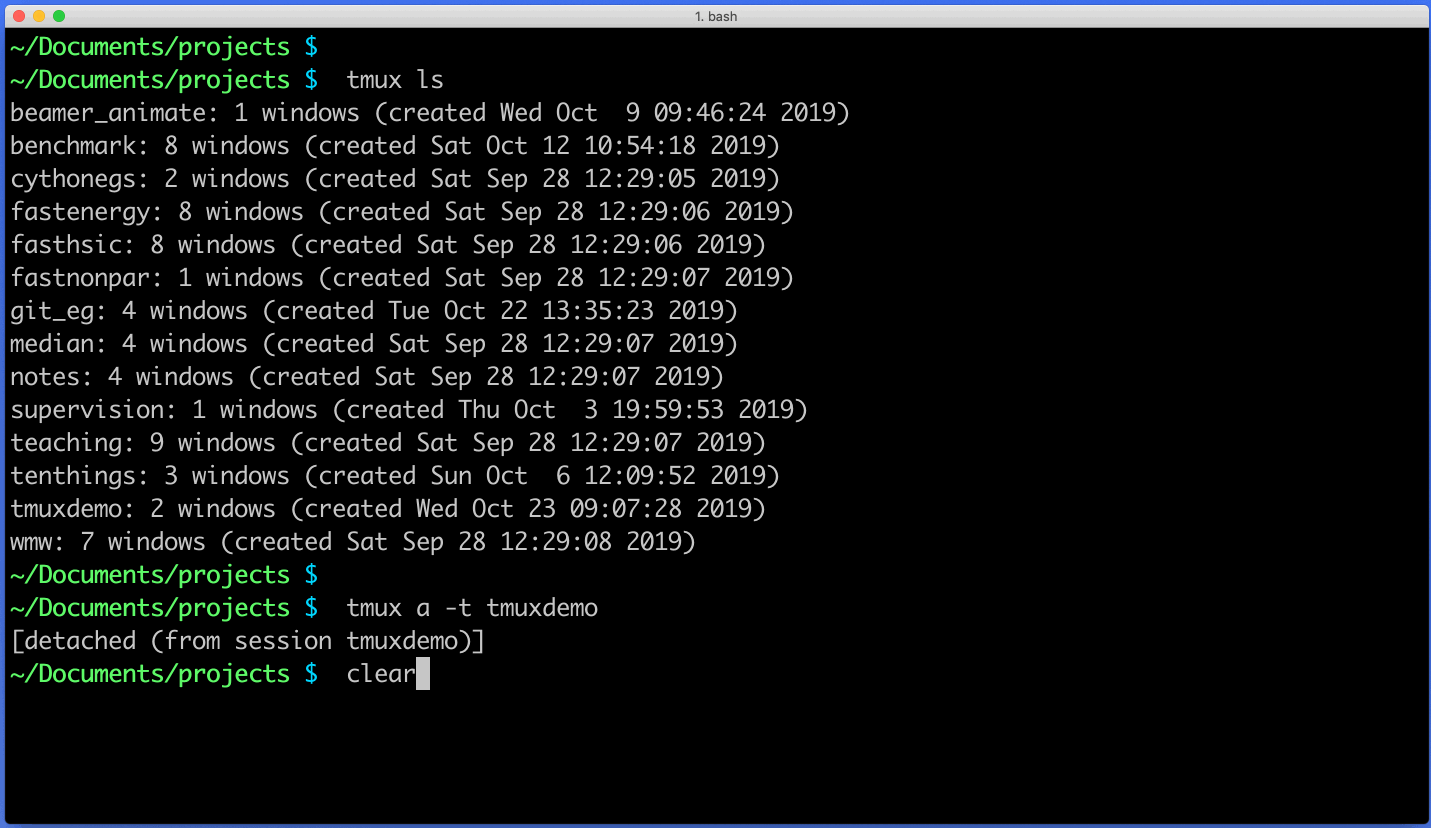 1. bash
~/Documents/projects $
~/Documents/projects $  tmux ls
beamer_animate: 1 windows (created Wed Oct  9 09:46:24 2019)
benchmark: 8 windows (created Sat Oct 12 10:54:18 2019)
cythonegs: 2 windows (created Sat Sep 28 12:29:05 2019)
fastenergy: 8 windows (created Sat Sep 28 12:29:06 2019)
fasthsic: 8 windows (created Sat Sep 28 12:29:06 2019)
fastnonpar: 1 windows (created Sat Sep 28 12:29:07 2019)
git_eg: 4 windows (created Tue Oct 22 13:35:23 2019)
median: 4 windows (created Sat Sep 28 12:29:07 2019)
notes: 4 windows (created Sat Sep 28 12:29:07 2019)
supervision: 1 windows (created Thu Oct  3 19:59:53 2019)
teaching: 9 windows (created Sat Sep 28 12:29:07 2019)
tenthings: 3 windows (created Sun Oct  6 12:09:52 2019)
tmuxdemo: 2 windows (created Wed Oct 23 09:07:28 2019)
wmw: 7 windows (created Sat Sep 28 12:29:08 2019)
~/Documents/projects $
~/Documents/projects $  tmux a -t tmuxdemo
[detached (from session tmuxdemo)]
~/Documents/projects $  clear